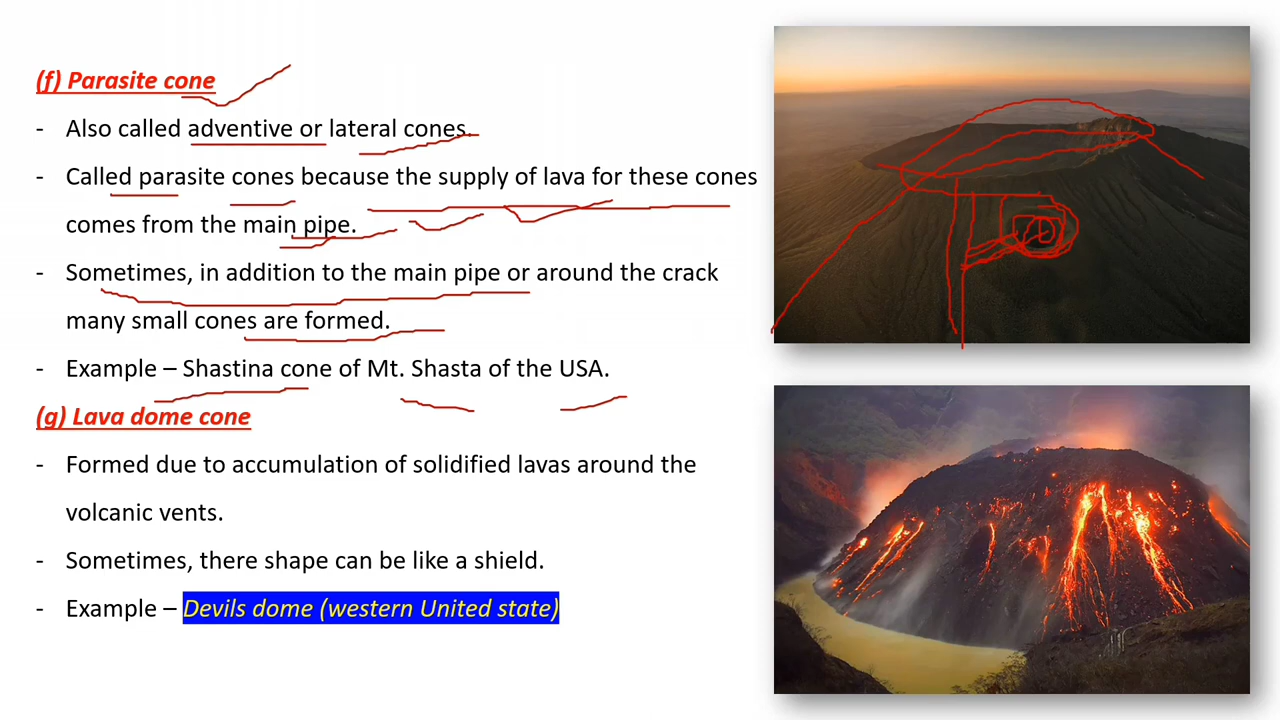 (f) Parasite cone
- Also called adventive or lateral cones.
- Called parasite cones because the supply of lava for these cones
comes from the main pipe.
- Sometimes, in addition to the main pipe or around the crack
many small cones are formed.
- Example – Shastina cone of Mt. Shasta of the USA.
(g) Lava dome cone
- Formed due to accumulation of solidified lavas around the
volcanic vents.
- Sometimes, there shape can be like a shield.
- Example – Devils dome (western United state)